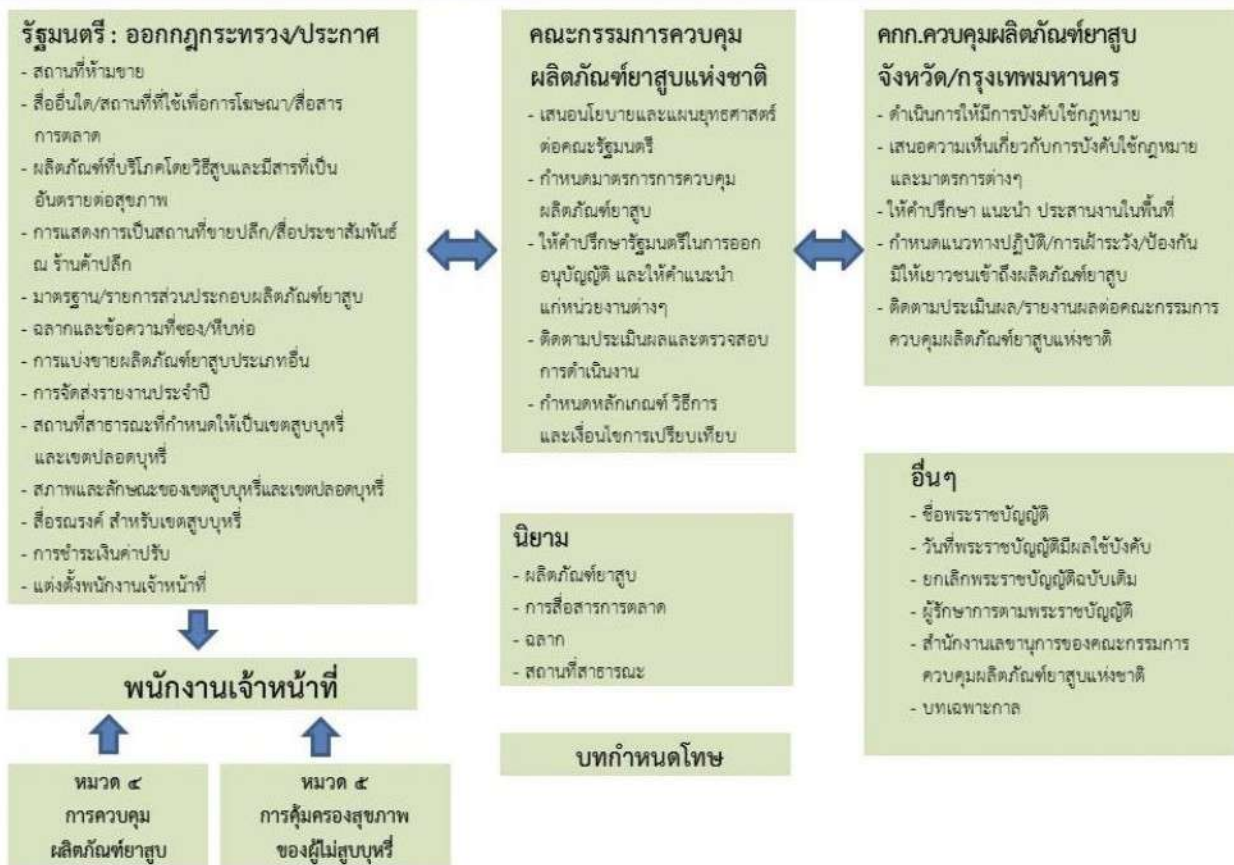 รัฐมนตรี : ออกกฎกระทรวง/ประกาศ
- สถานที่ห้ามขาย
- สื่ออื่นใด/สถานที่ที่ใช้เพื่อการโฆษณา/สื่อสาร
การตลาด
- ผลิตภัณฑ์ที่บริโภคโดยวิธีสูบและมีสารที่เป็น
อันตรายต่อสุขภาพ
- การแสดงการเป็นสถานที่ขายปลีก/สื่อประชาสัมพันธ์
ณ ร้านค้าปลีก
- มาตรฐาน/รายการส่วนประกอบผลิตภัณฑ์ยาสูบ
- ฉลากและข้อความที่ซอง/หีบห่อ
- การแบ่งขายผลิตภัณฑ์ยาสูบประเภทอื่น
- การจัดส่งรายงานประจำปี
- สถานที่สาธารณะที่กำหนดให้เป็นเขตสูบบุหรี่
และเขตปลอดบุหรี่
- สภาพและลักษณะของเขตสูบบุหรี่และเขตปลอดบุหรี่
- สื่อรณรงค์ สำหรับเขตสูบบุหรี่
- การชำระเงินค่าปรับ
- แต่งตั้งพนักงานเจ้าหน้าที่
พนักงานเจ้าหน้าที่
หมวด ๔
การควบคุม
ผลิตภัณฑ์ยาสูบ
หมวด ๕
การคุ้มครองสุขภาพ
ของผู้ไม่สูบบุหรี่
คณะกรรมการควบคุม
ผลิตภัณฑ์ยาสูบแห่งชาติ
- เสนอนโยบายและแผนยุทธศาสตร์
ต่อคณะรัฐมนตรี
- กำหนดมาตรการการควบคุม
ผลิตภัณฑ์ยาสูบ
- ให้คำปรึกษารัฐมนตรีในการออก
อนุบัญญัติ และให้คำแนะนำ
แก่หน่วยงานต่างๆ
- ติดตามประเมินผลและตรวจสอบ
การดำเนินงาน
- กำหนดหลักเกณฑ์ วิธีการ
และเงื่อนไขการเปรียบเทียบ
นิยาม
- ผลิตภัณฑ์ยาสูบ
- การสื่อสารการตลาด
- ฉลาก
- สถานที่สาธารณะ
บทกำหนดโทษ
คกก.ควบคุมผลิตภัณฑ์ยาสูบ
จังหวัด/กรุงเทพมหานคร
- ดำเนินการให้มีการบังคับใช้กฎหมาย
- เสนอความเห็นเกี่ยวกับการบังคับใช้กฎหมาย
และมาตรการต่างๆ
- ให้คำปรึกษา แนะนำ ประสานงานในพื้นที่
- กำหนดแนวทางปฏิบัติ/การเฝ้าระวัง/ป้องกัน
มิให้เยาวชนเข้าถึงผลิตภัณฑ์ยาสูบ
- ติดตามประเมินผล/รายงานผลต่อคณะกรรมการ
ควบคุมผลิตภัณฑ์ยาสูบแห่งชาติ
อื่นๆ
- ชื่อพระราชบัญญัติ
- วันที่พระราชบัญญัติมีผลใช้บังคับ
- ยกเลิกพระราชบัญญัติฉบับเดิม
- ผู้รักษาการตามพระราชบัญญัติ
- สำนักงานเลขานุการของคณะกรรมการ
ควบคุมผลิตภัณฑ์ยาสูบแห่งชาติ
- บทเฉพาะกาล